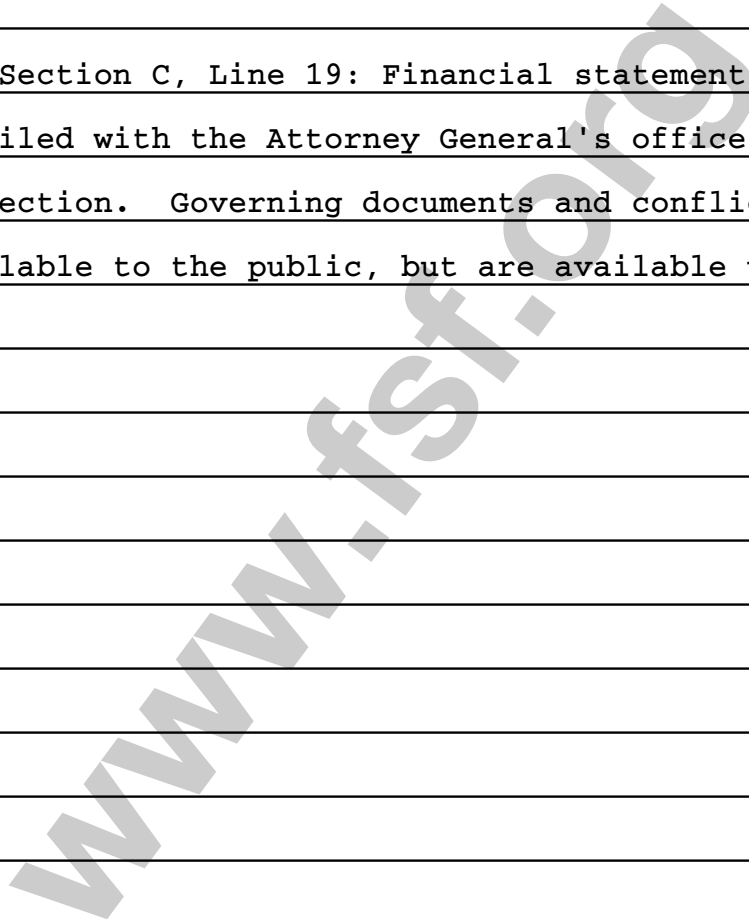 Section C, Line 19: Financial statement
iled with the Attorney General's office
ection.  Governing documents and conflic
lable to the public, but are available
www.fsf.org